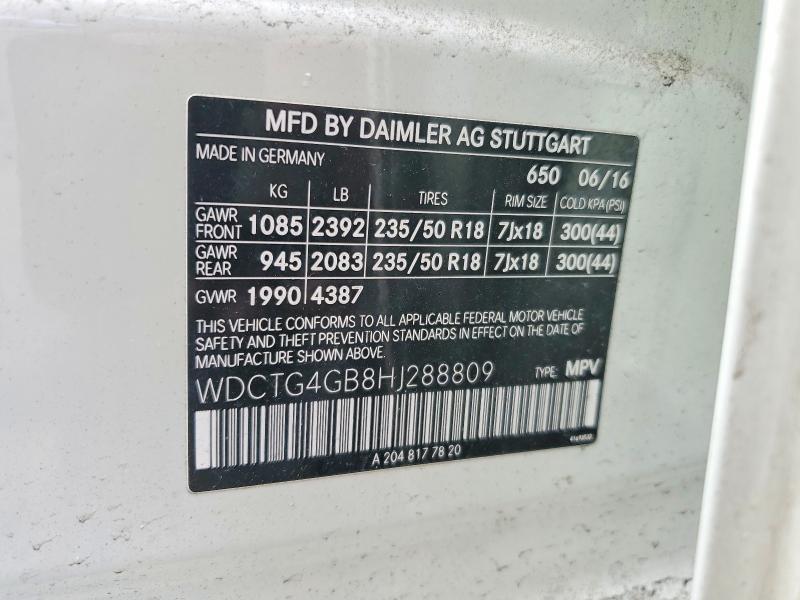 MFD BY DAIMLER AG STUTTGART
MADE IN GERMANY
650 06/16
KG LB TIRES RIM SIZE COLD KPA (PSI)
GAWR FRONT 1085 2392 235/50 R18 7Jx18 300(44)
GAWR REAR 945 2083 235/50 R18 7Jx18 300(44)
GVWR 1990 4387
THIS VEHICLE CONFORMS TO ALL APPLICABLE FEDERAL MOTOR VEHICLE
SAFETY AND THEFT PREVENTION STANDARDS IN EFFECT ON THE DATE OF
MANUFACTURE SHOWN ABOVE.
WDCTG4GB8HJ288809 TYPE: MPV
A 204 817 78 20